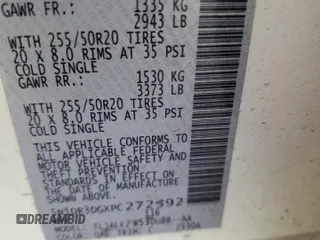 GAWR FR.: 1335 KG
2943 LB
WITH 255/50R20 TIRES
20 X 8.0 RIMS AT 35 PSI
COLD SINGLE
GAWR RR.: 1530 KG
3373 LB
WITH 255/50R20 TIRES
20 X 8.0 RIMS AT 35 PSI
COLD SINGLE
THIS VEHICLE CONFORMS TO ALL
APPLICABLE U.S. FEDERAL
MOTOR VEHICLE SAFETY
AND THEFT PREVENTION
STANDARDS IN EFFECT ON
THE DATE OF MANUFACTURE
SHOWN ABOVE.